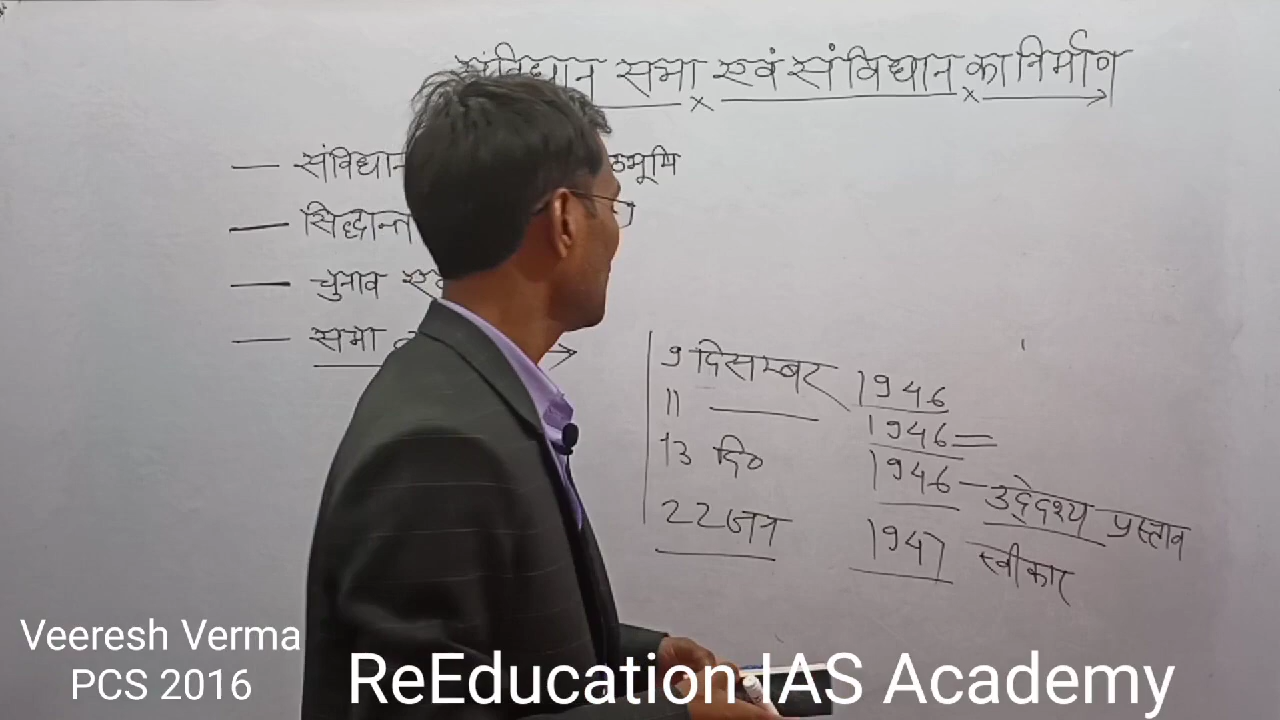 संविधान सभा एवं संविधान का निर्माण
— संविधान
— सिद्धान्त
— चुनाव
— सभा
9 दिसम्बर 1946
11 — 1946 =
13 दि० 1946 – उद्देश्य प्रस्ताव
22 जन 1947 स्वीकार
Veeresh Verma
PCS 2016
ReEducation IAS Academy